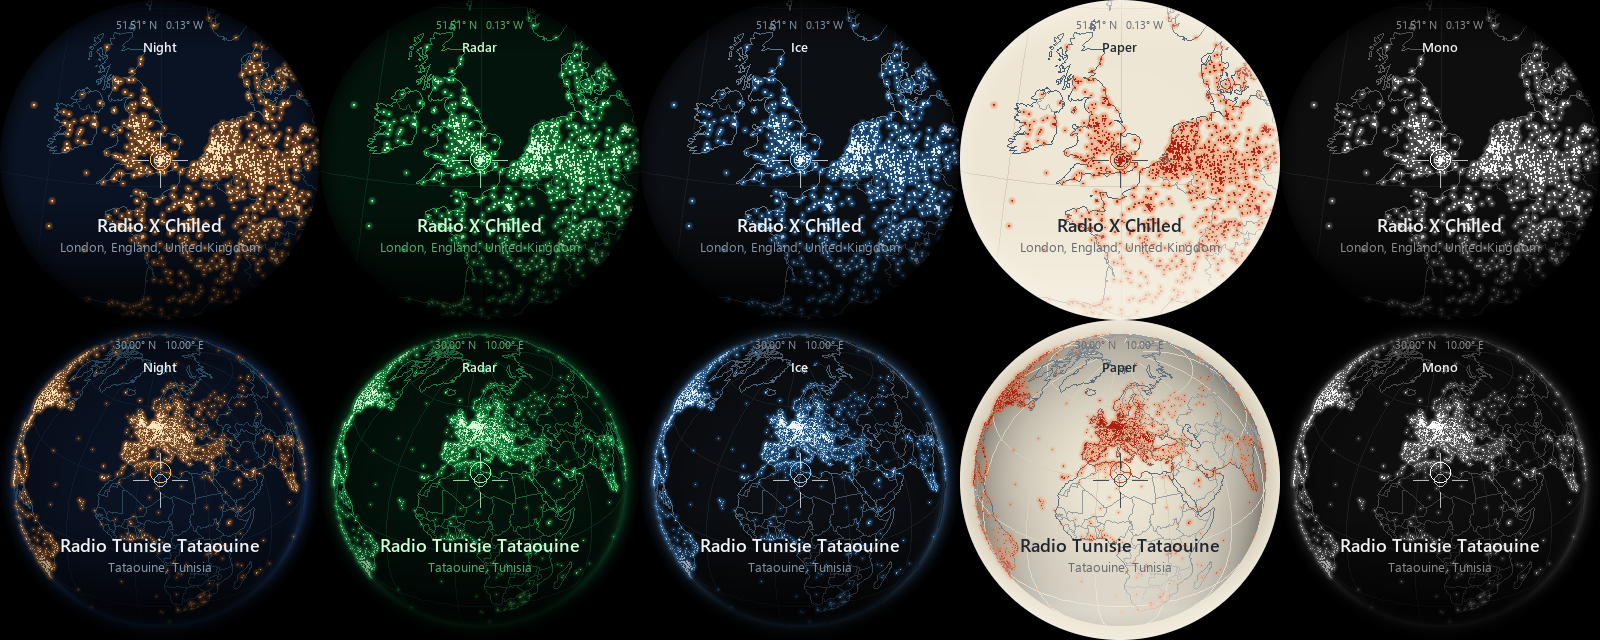 51.51° N 0.13° W
Night
Radio X Chilled
London, England, United Kingdom
51.51° N 0.13° W
Radar
Radio X Chilled
London, England, United Kingdom
51.51° N 0.13° W
Ice
Radio X Chilled
London, England, United Kingdom
51.51° N 0.13° W
Paper
Radio X Chilled
London, England, United Kingdom
51.51° N 0.13° W
Mono
Radio X Chilled
London, England, United Kingdom
30.00° N 10.00° E
Night
Radio Tunisie Tataouine
Tataouine, Tunisia
30.00° N 10.00° E
Radar
Radio Tunisie Tataouine
Tataouine, Tunisia
30.00° N 10.00° E
Ice
Radio Tunisie Tataouine
Tataouine, Tunisia
30.00° N 10.00° E
Paper
Radio Tunisie Tataouine
Tataouine, Tunisia
30.00° N 10.00° E
Mono
Radio Tunisie Tataouine
Tataouine, Tunisia